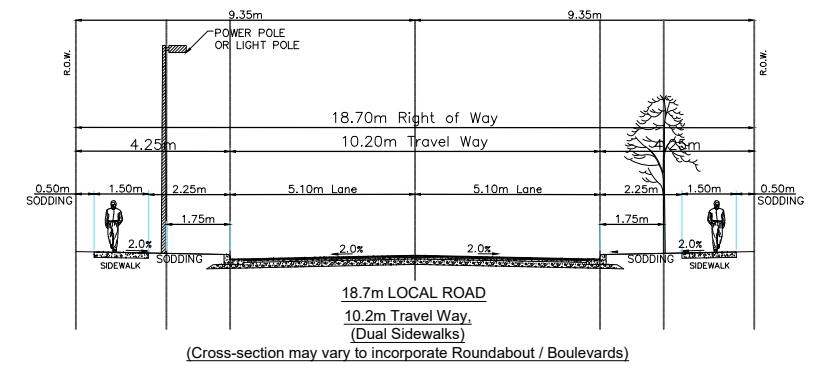 9.35m 9.35m
POWER POLE
OR LIGHT POLE
R.O.W. R.O.W.
18.70m Right of Way
4.25m 10.20m Travel Way 4.25m
0.50m 1.50m 2.25m 5.10m Lane 5.10m Lane 2.25m 1.50m 0.50m
SODDING SODDING
1.75m 1.75m
2.0% 2.0% 2.0% 2.0%
SIDEWALK SODDING SODDING SIDEWALK
18.7m LOCAL ROAD
10.2m Travel Way,
(Dual Sidewalks)
(Cross-section may vary to incorporate Roundabout / Boulevards)